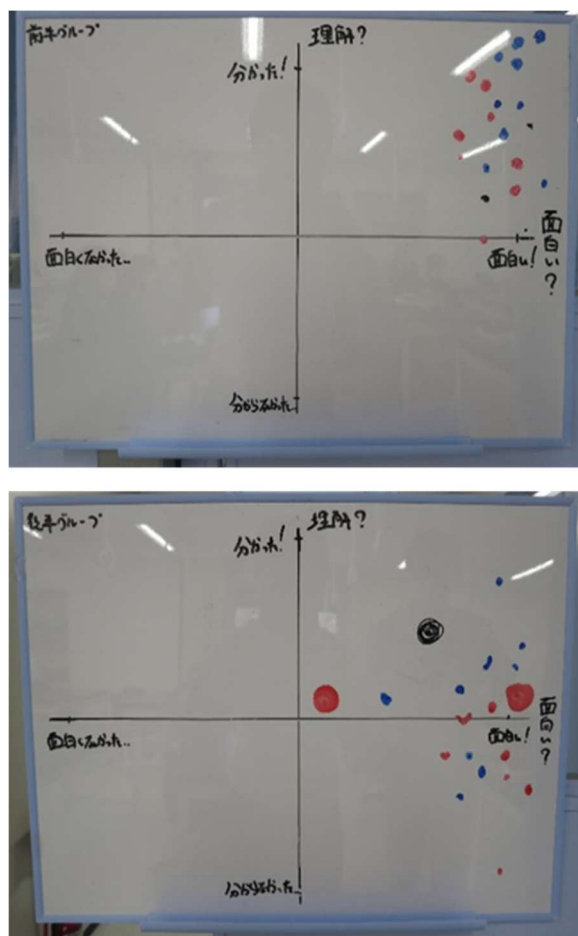 前半グループ
理解？
分かった！
面白くなかった…
面白い！
面白い？
分からなかった…
後半グループ
理解？
分かった！
面白くなかった…
面白い！
面白い？
分からなかった…